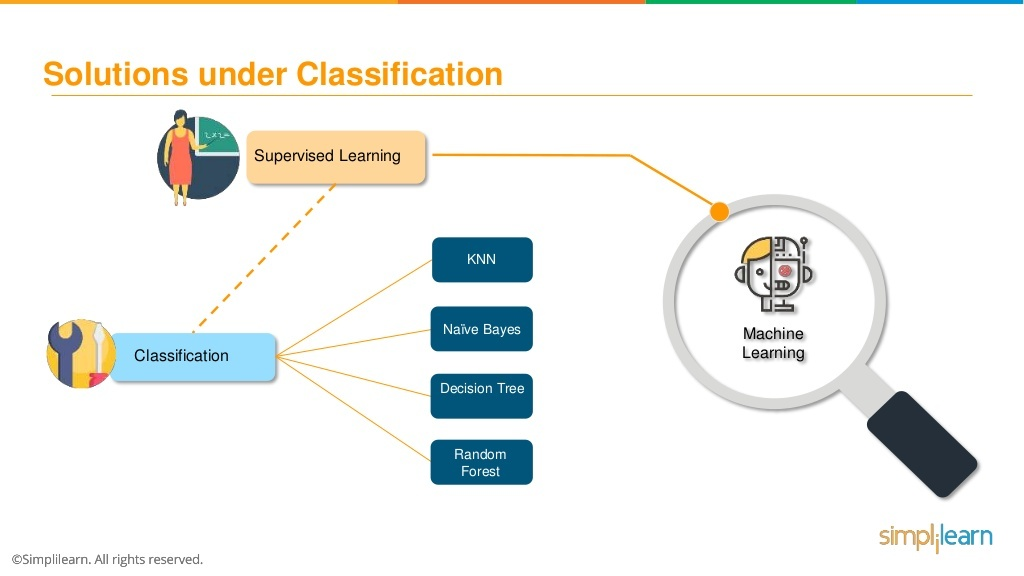 Solutions under Classification
Supervised Learning
KNN
Naïve Bayes
Classification
Decision Tree
Random
Forest
Machine
Learning
simplilearn
©Simplilearn. All rights reserved.